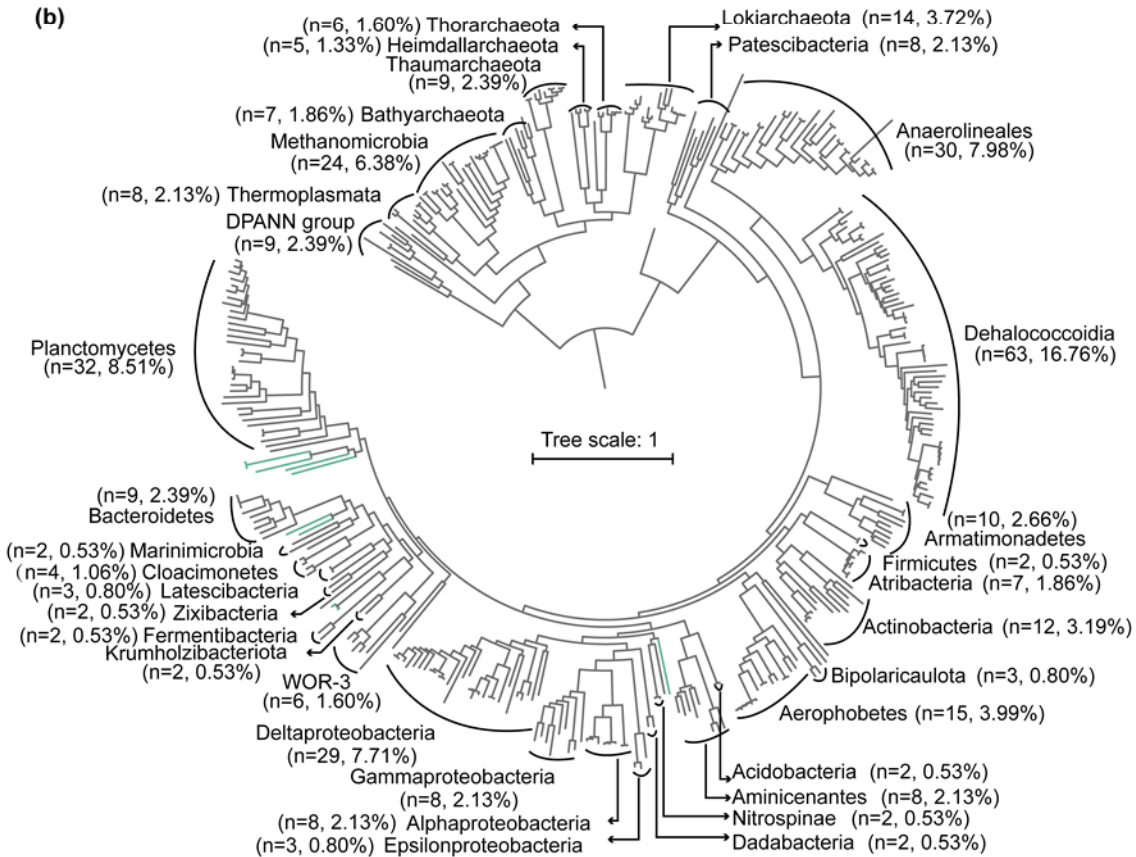 (b)
(n=6, 1.60%) Thorarchaeota
(n=5, 1.33%) Heimdallarchaeota
Thaumarchaeota
(n=9, 2.39%)
(n=7, 1.86%) Bathyarchaeota
Methanomicrobia
(n=24, 6.38%)
(n=8, 2.13%) Thermoplasmata
DPANN group
(n=9, 2.39%)
Lokiarchaeota (n=14, 3.72%)
Patescibacteria (n=8, 2.13%)
Anaerolineales
(n=30, 7.98%)
Planctomycetes
(n=32, 8.51%)
Dehalococcoidia
(n=63, 16.76%)
Tree scale: 1
(n=9, 2.39%)
Bacteroidetes
(n=2, 0.53%) Marinimicrobia
(n=4, 1.06%) Cloacimonetes
(n=3, 0.80%) Latescibacteria
(n=2, 0.53%) Zixibacteria
(n=2, 0.53%) Fermentibacteria
Krumholzibacteriota
(n=2, 0.53%)
WOR-3
(n=6, 1.60%)
Deltaproteobacteria
(n=29, 7.71%)
Gammaproteobacteria
(n=8, 2.13%)
(n=8, 2.13%) Alphaproteobacteria
(n=3, 0.80%) Epsilonproteobacteria
(n=10, 2.66%)
Armatimonadetes
Firmicutes (n=2, 0.53%)
Atribacteria (n=7, 1.86%)
Actinobacteria (n=12, 3.19%)
Bipolaricaulota (n=3, 0.80%)
Aerophobetes (n=15, 3.99%)
Acidobacteria (n=2, 0.53%)
Aminicenantes (n=8, 2.13%)
Nitrospinae (n=2, 0.53%)
Dadabacteria (n=2, 0.53%)